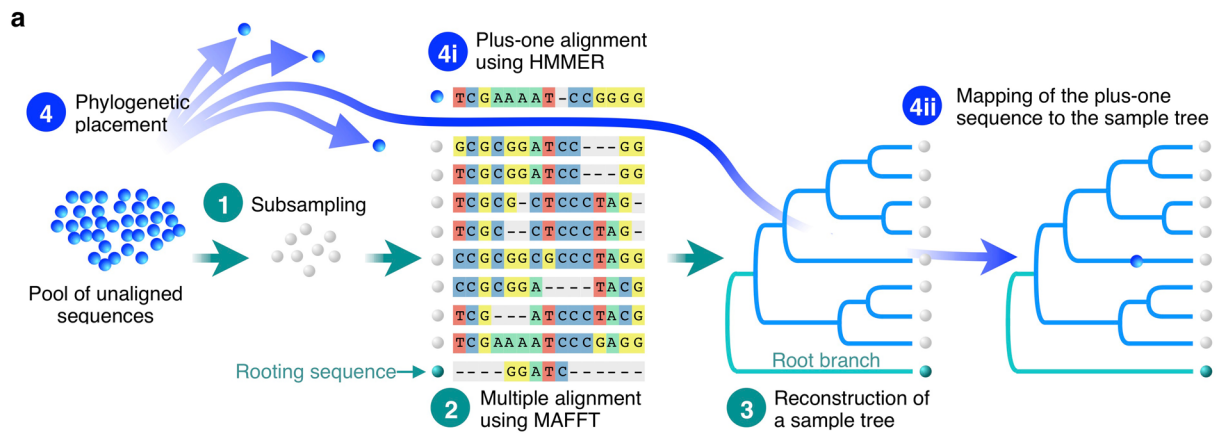 a
4
Phylogenetic
placement
4i
Plus-one alignment
using HMMER
TCGAAAAT-CCGGGG
4ii
Mapping of the plus-one
sequence to the sample tree
GCGCGGATCC---GG
TCGCGGATCC---GG
TCGCG-CTCCCTAG-
TCGC--CTCCCTAG-
CCGCGGCGCCCTAGG
CCGCGGA----TACG
TCG---ATCCCTACG
TCGAAAATCCCGAGG
----GGATC------
1
Subsampling
Pool of unaligned
sequences
Rooting sequence
2
Multiple alignment
using MAFFT
Root branch
3
Reconstruction of
a sample tree